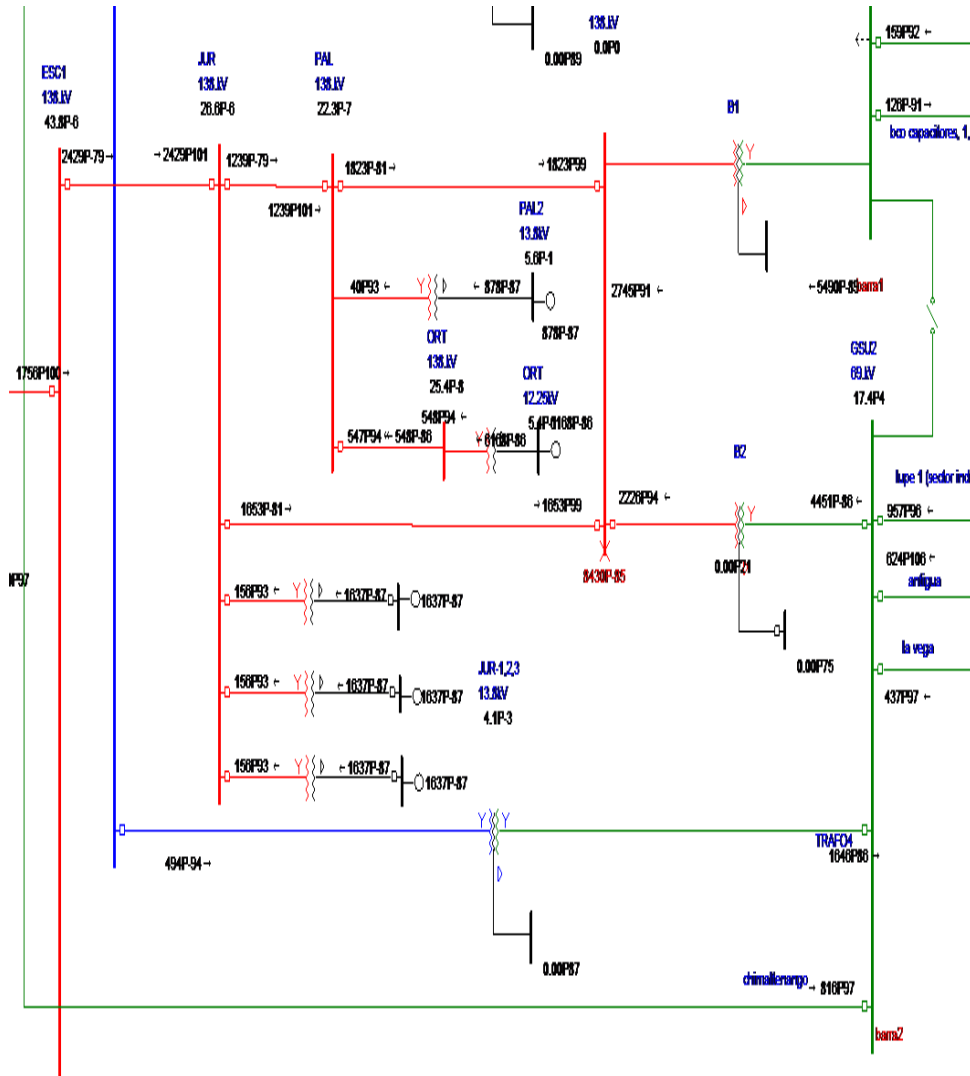 138.kV
0.0P0
0.00P89
159P92
ESC1
138.kV
43.8P-6
JUR
138.kV
26.6P-6
PAL
138.kV
22.3P-7
B1
126P-91
bco capacitores, 1,
2429P-79
2429P101
1239P-79
1823P-81
1823P99
1239P101
PAL2
13.8kV
5.6P-1
40P93
878P-87
878P-87
2745P91
5490P-89
barra1
ORT
138.kV
25.4P-8
ORT
12.25kV
GSU2
69.kV
17.4P4
1756P100
548P94
547P94
548P-86
6168P-86
B2
lupe 1 (sector ind
1653P-81
1653P99
2226P94
4451P-86
957P96
8430P-85
0.00P21
624P106
antigua
156P93
1637P-87
1637P-87
la vega
0.00P75
JUR-1,2,3
13.8kV
4.1P-3
156P93
1637P-87
1637P-87
437P97
156P93
1637P-87
1637P-87
TRAFO4
1646P86
494P-94
0.00P87
chimaltenango
816P97
barra2